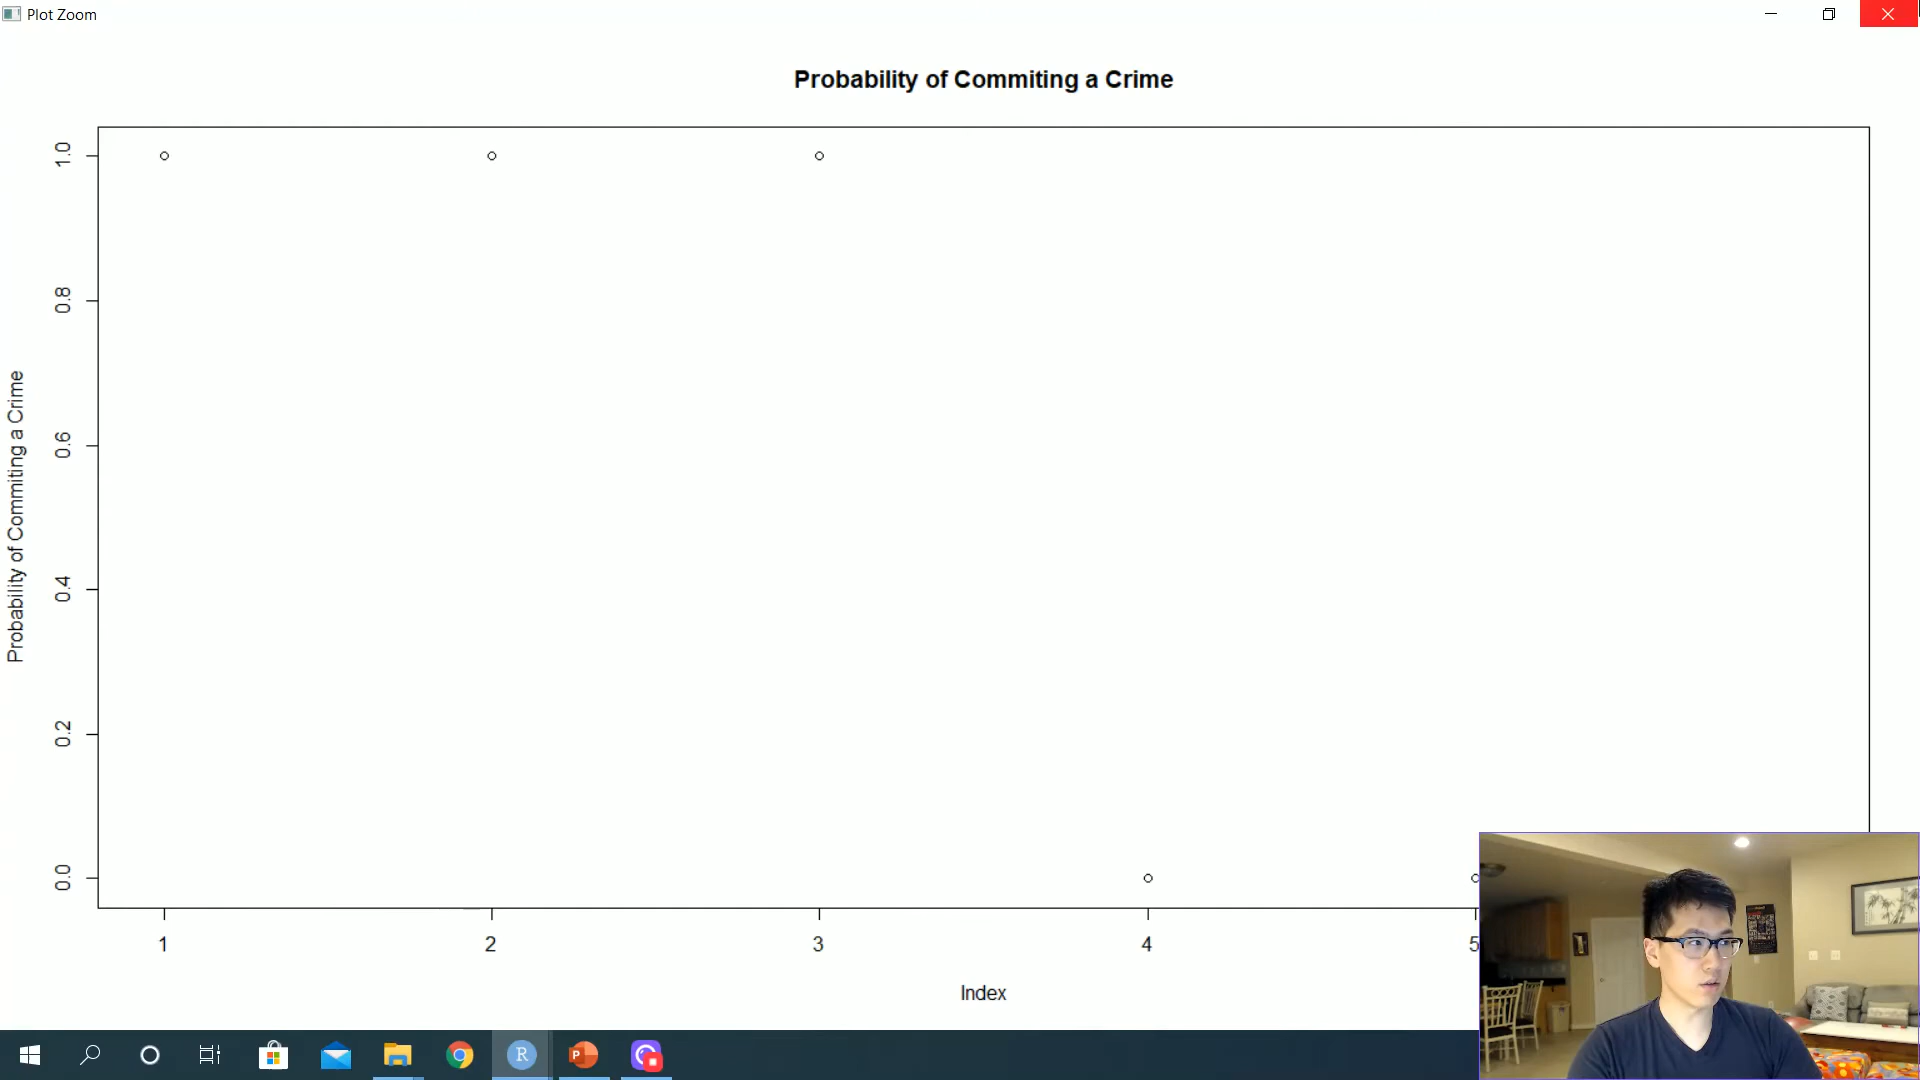 Plot Zoom
Probability of Commiting a Crime
Probability of Commiting a Crime
1.0
0.8
0.6
0.4
0.2
0.0
1 2 3 4 5
Index
R
P